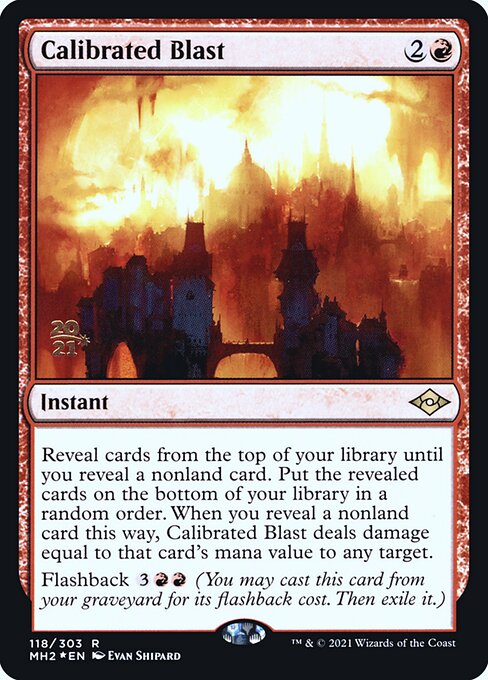 Calibrated Blast 2
20
21
Instant
Reveal cards from the top of your library until
you reveal a nonland card. Put the revealed
cards on the bottom of your library in a
random order. When you reveal a nonland
card this way, Calibrated Blast deals damage
equal to that card's mana value to any target.
Flashback 3 (You may cast this card from
your graveyard for its flashback cost. Then exile it.)
118/303 R
MH2 ★ EN Evan Shipard
™ & © 2021 Wizards of the Coast